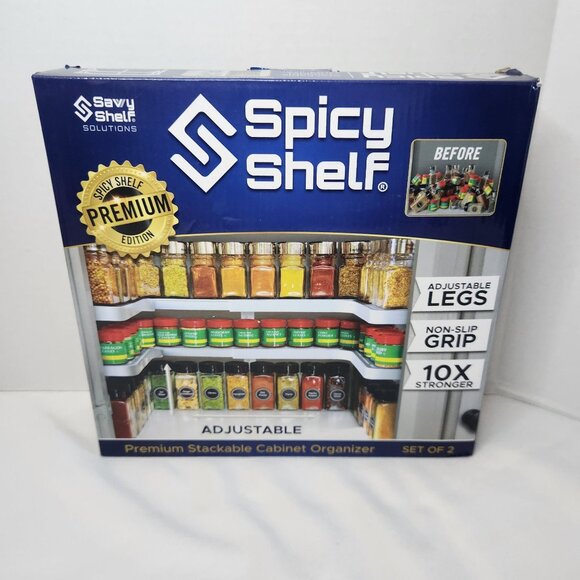 Savvy
Shelf®
SOLUTIONS
Spicy
Shelf®
BEFORE
SPICY SHELF
PREMIUM
EDITION
ADJUSTABLE
LEGS
NON-SLIP
GRIP
10X
STRONGER
ADJUSTABLE
Premium Stackable Cabinet Organizer
SET OF 2